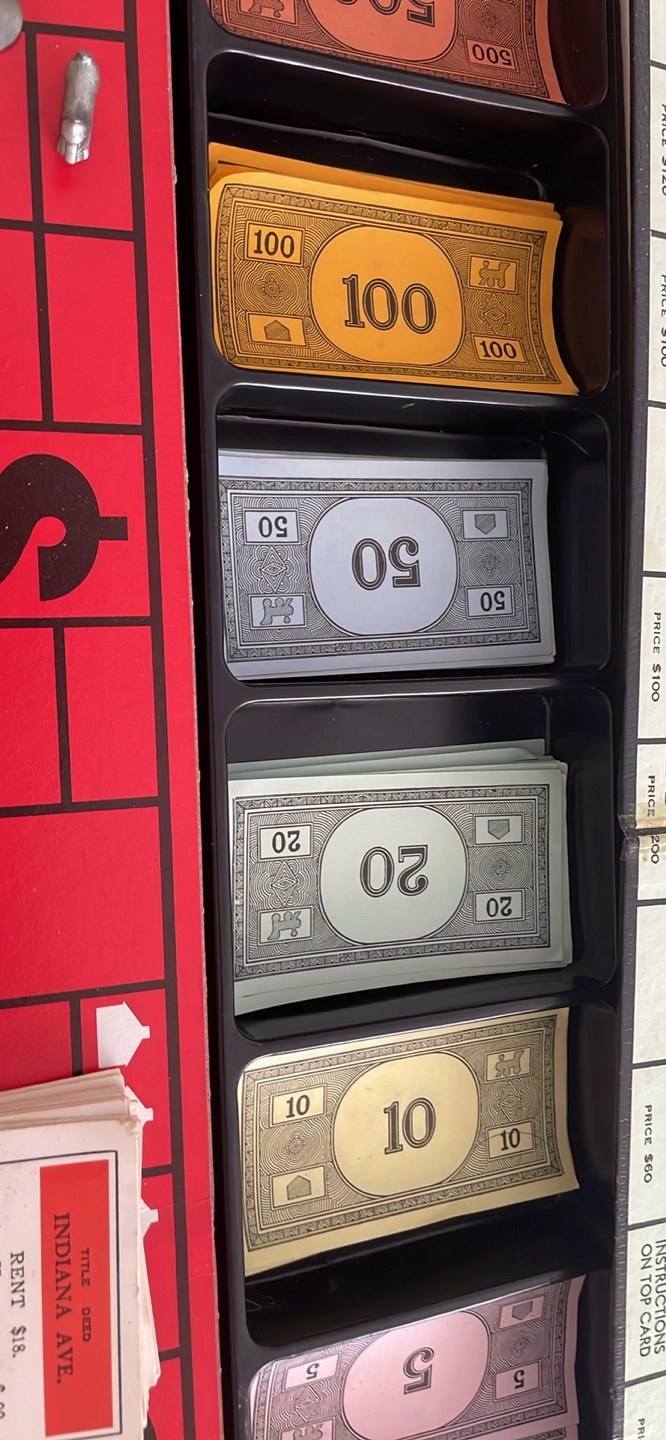 500
500
100
100
100
50
50
50
20
20
20
10
10
10
5
5
5
$
TITLE DEED
INDIANA AVE.
RENT $18.
PRICE $100
PRICE $100
PRICE $200
PRICE $60
INSTRUCTIONS
ON TOP CARD